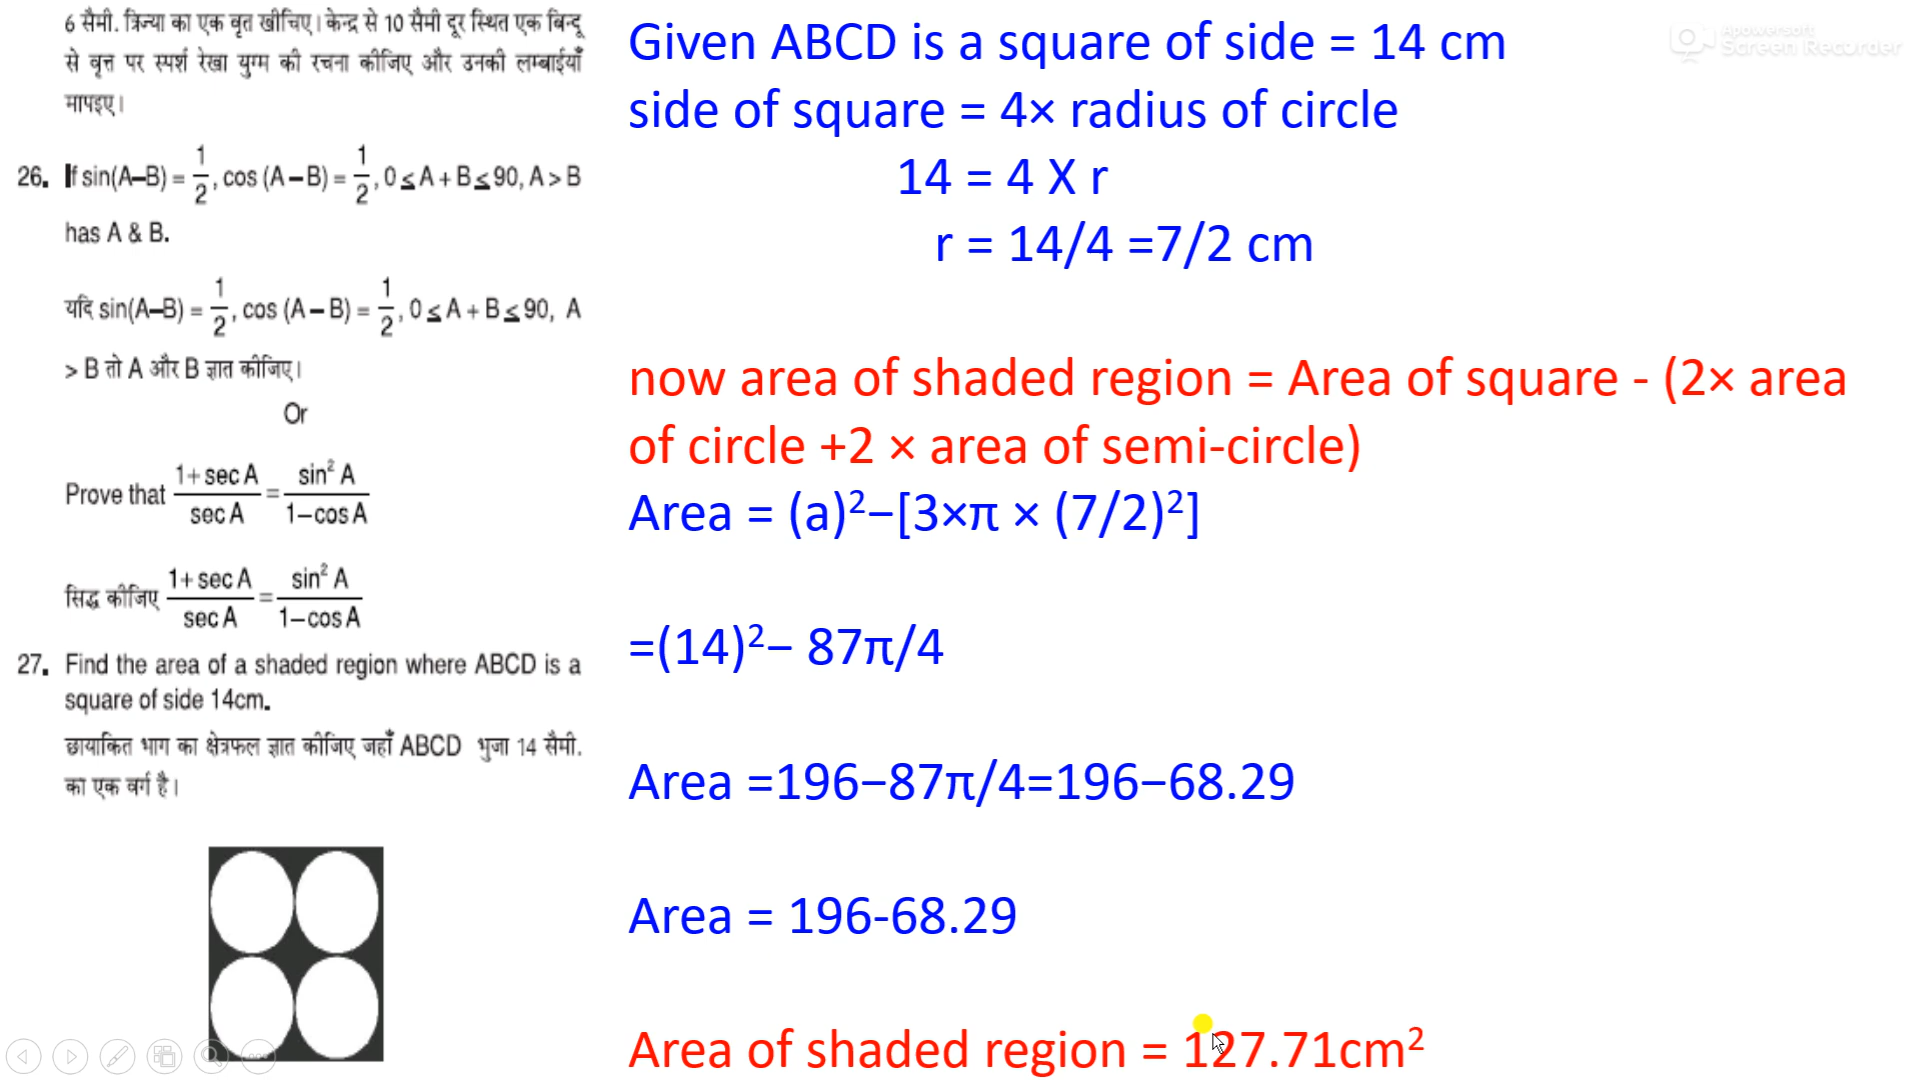 6 सैमी. त्रिज्या का एक वृत खीचिए। केन्द्र से 10 सैमी दूर स्थित एक बिन्दू
से वृत्त पर स्पर्श रेखा युग्म की रचना कीजिए और उनकी लम्बाईयाँ
मापइए।
26. If sin(A–B) = 1/2, cos (A – B) = 1/2, 0 ≤ A + B ≤ 90, A > B
has A & B.
यदि sin(A–B) = 1/2, cos (A – B) = 1/2, 0 ≤ A + B ≤ 90, A
> B तो A और B ज्ञात कीजिए।
Or
Prove that (1+sec A)/(sec A) = (sin² A)/(1–cos A)
सिद्ध कीजिए (1+sec A)/(sec A) = (sin² A)/(1–cos A)
27. Find the area of a shaded region where ABCD is a
square of side 14cm.
छायाकित भाग का क्षेत्रफल ज्ञात कीजिए जहाँ ABCD भुजा 14 सैमी.
का एक वर्ग है।
Given ABCD is a square of side = 14 cm
side of square = 4× radius of circle
14 = 4 X r
r = 14/4 =7/2 cm
now area of shaded region = Area of square - (2× area
of circle +2 × area of semi-circle)
Area = (a)²−[3×π × (7/2)²]
=(14)²− 87π/4
Area =196−87π/4=196−68.29
Area = 196-68.29
Area of shaded region = 127.71cm²
Apowersoft
Screen Recorder